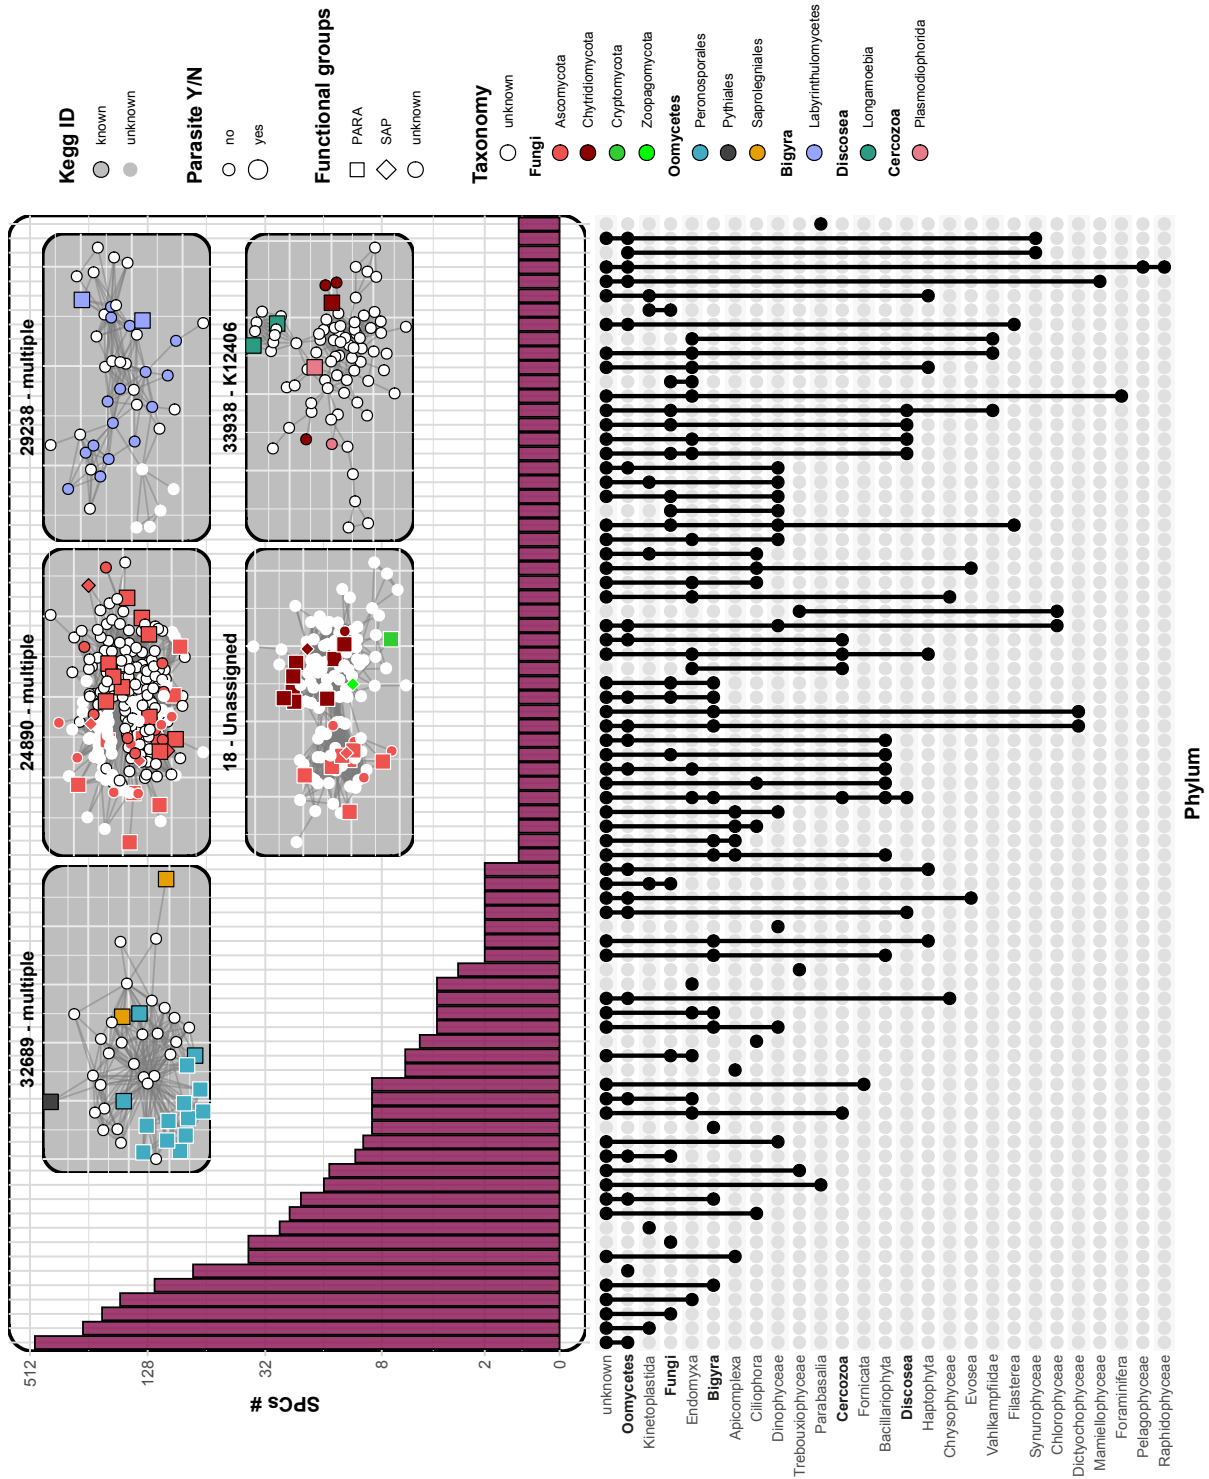 Kegg ID
known
unknown
Parasite Y/N
no
yes
Functional groups
PARA
SAP
unknown
Taxonomy
unknown
Fungi
Ascomycota
Chytridiomycota
Cryptomycota
Zoopagomycota
Oomycetes
Peronosporales
Pythiales
Saprolegniales
Bigyra
Labyrinthulomycetes
Discosea
Longamoebia
Cercozoa
Plasmodiophorida
32689 - multiple
24890 - multiple
29238 - multiple
18 - Unassigned
33938 - K12406
SPCs #
512
128
32
8
2
0
unknown
Oomycetes
Kinetoplastida
Fungi
Endomyxa
Bigyra
Apicomplexa
Ciliophora
Dinophyceae
Trebouxiophyceae
Parabasalia
Cercozoa
Fornicata
Bacillariophyta
Discosea
Haptophyta
Chrysophyceae
Evosea
Vahlkampfiidae
Filasterea
Synurophyceae
Chlorophyceae
Dictyochophyceae
Mamiellophyceae
Foraminifera
Pelagophyceae
Raphidophyceae
Phylum